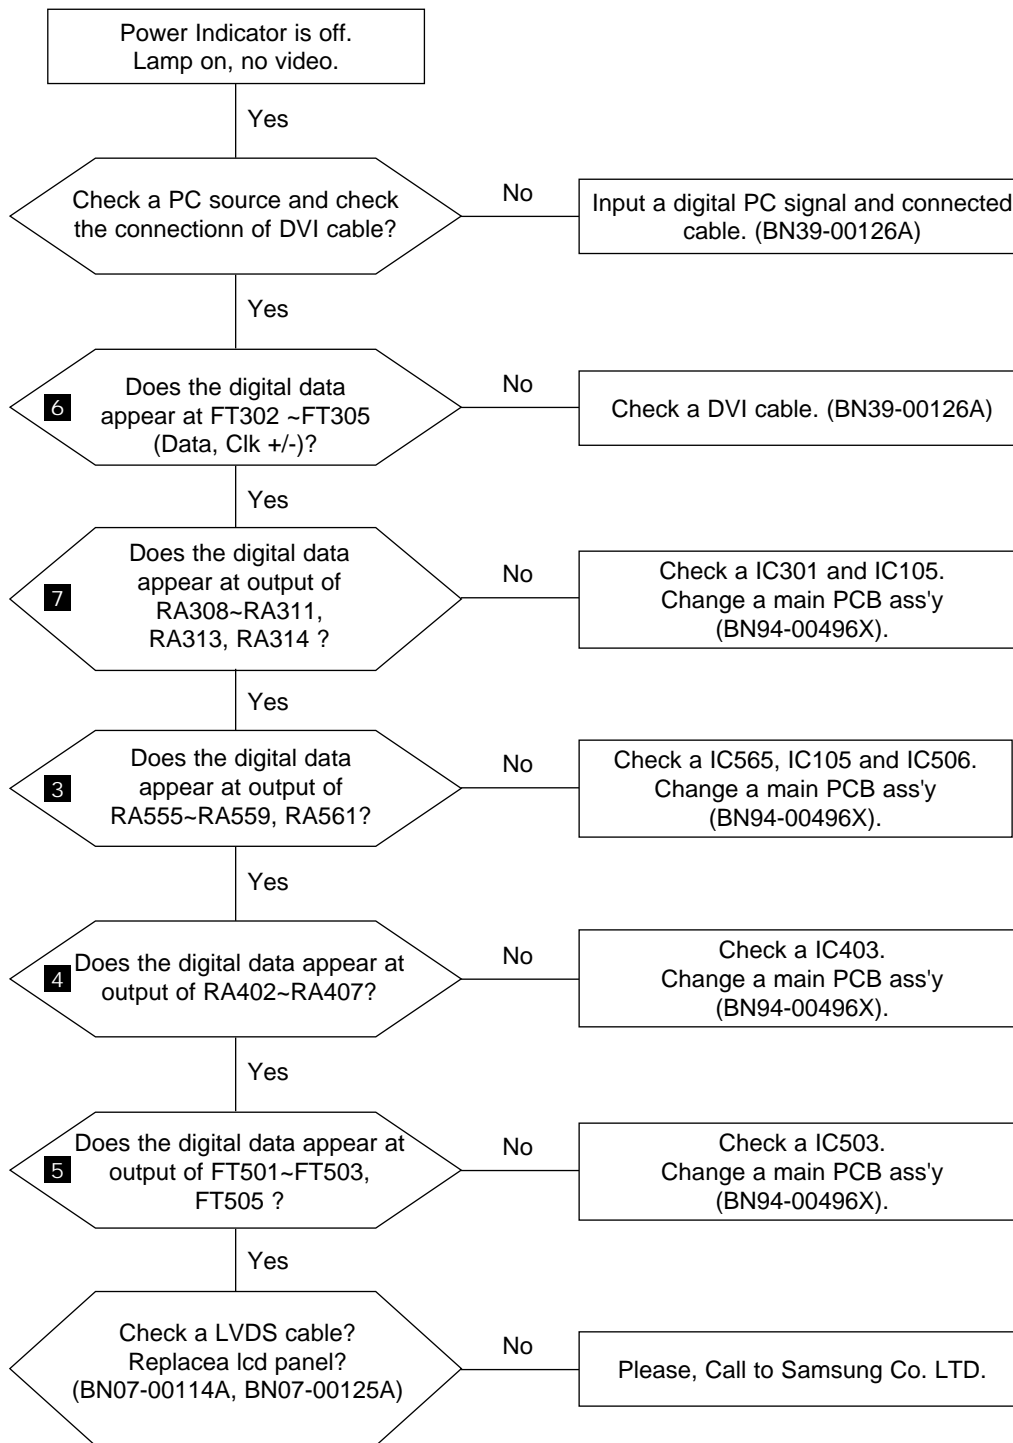 Power Indicator is off.
Lamp on, no video.
Yes
Check a PC source and check
the connectionn of DVI cable?
No
Input a digital PC signal and connected
cable. (BN39-00126A)
Yes
6
Does the digital data
appear at FT302 ~FT305
(Data, Clk +/-)?
No
Check a DVI cable. (BN39-00126A)
Yes
7
Does the digital data
appear at output of
RA308~RA311,
RA313, RA314 ?
No
Check a IC301 and IC105.
Change a main PCB ass'y
(BN94-00496X).
Yes
3
Does the digital data
appear at output of
RA555~RA559, RA561?
No
Check a IC565, IC105 and IC506.
Change a main PCB ass'y
(BN94-00496X).
Yes
4
Does the digital data appear at
output of RA402~RA407?
No
Check a IC403.
Change a main PCB ass'y
(BN94-00496X).
Yes
5
Does the digital data appear at
output of FT501~FT503,
FT505 ?
No
Check a IC503.
Change a main PCB ass'y
(BN94-00496X).
Yes
Check a LVDS cable?
Replacea lcd panel?
(BN07-00114A, BN07-00125A)
No
Please, Call to Samsung Co. LTD.